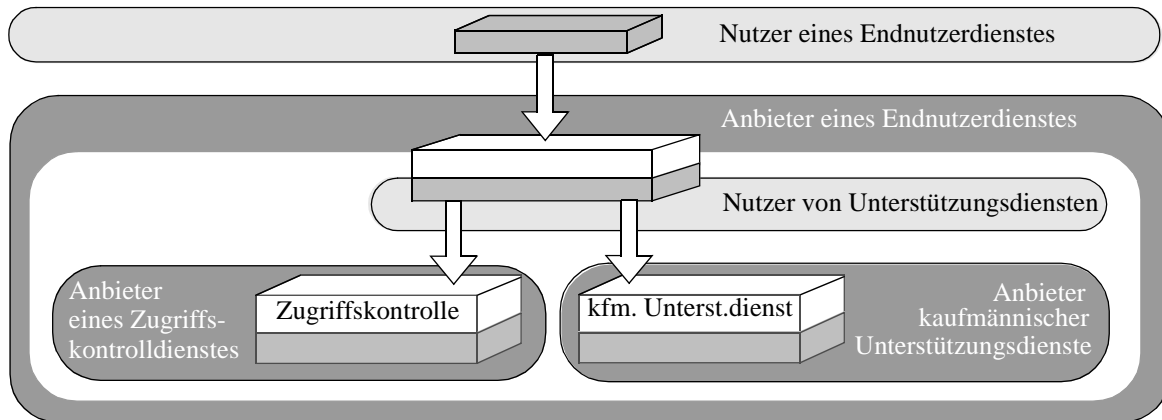 Nutzer eines Endnutzerdienstes
Anbieter eines Endnutzerdienstes
Nutzer von Unterstützungsdiensten
Anbieter
eines Zugriffs-
kontrolldienstes
Zugriffskontrolle
kfm. Unterst.dienst
Anbieter
kaufmännischer
Unterstützungsdienste